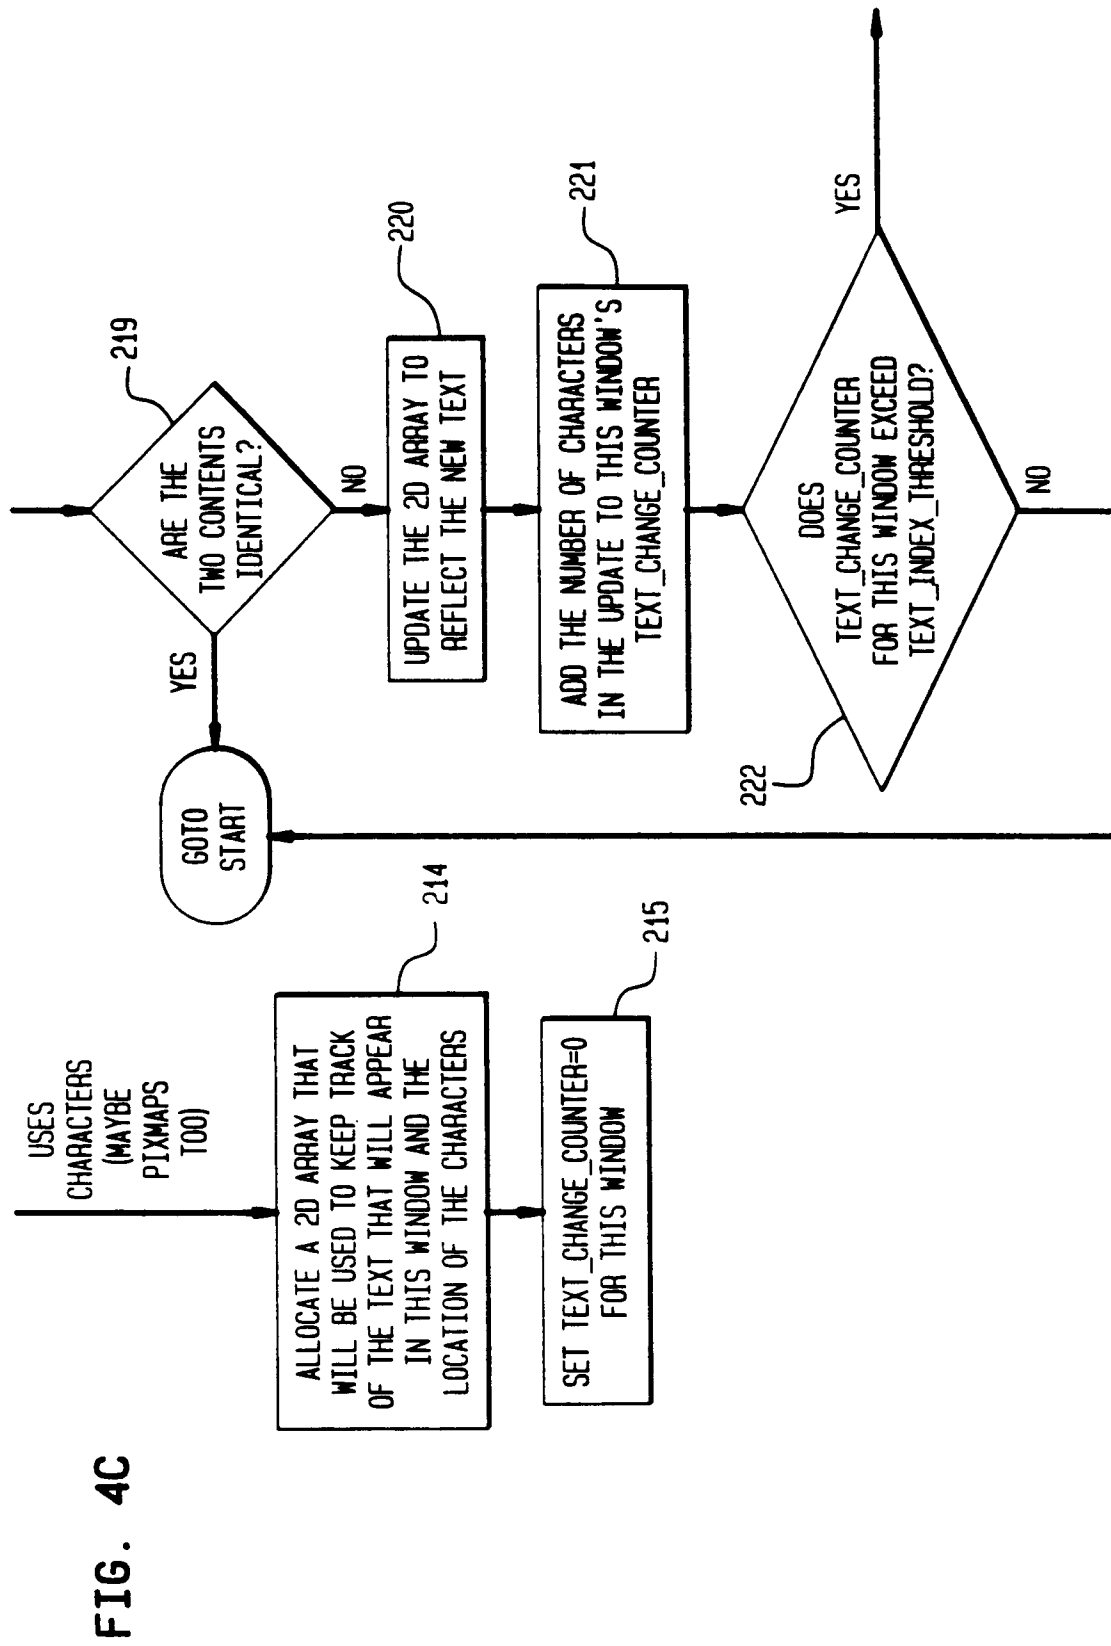 FIG. 4C
USES
CHARACTERS
(MAYBE
PIXMAPS
TOO)
ALLOCATE A 2D ARRAY THAT
WILL BE USED TO KEEP TRACK
OF THE TEXT THAT WILL APPEAR
IN THIS WINDOW AND THE
LOCATION OF THE CHARACTERS
214
SET TEXT_CHANGE_COUNTER=0
FOR THIS WINDOW
215
GOTO
START
YES
ARE THE
TWO CONTENTS
IDENTICAL?
219
NO
UPDATE THE 2D ARRAY TO
REFLECT THE NEW TEXT
220
ADD THE NUMBER OF CHARACTERS
IN THE UPDATE TO THIS WINDOW'S
TEXT_CHANGE_COUNTER
221
222
DOES
TEXT_CHANGE_COUNTER
FOR THIS WINDOW EXCEED
TEXT_INDEX_THRESHOLD?
YES
NO